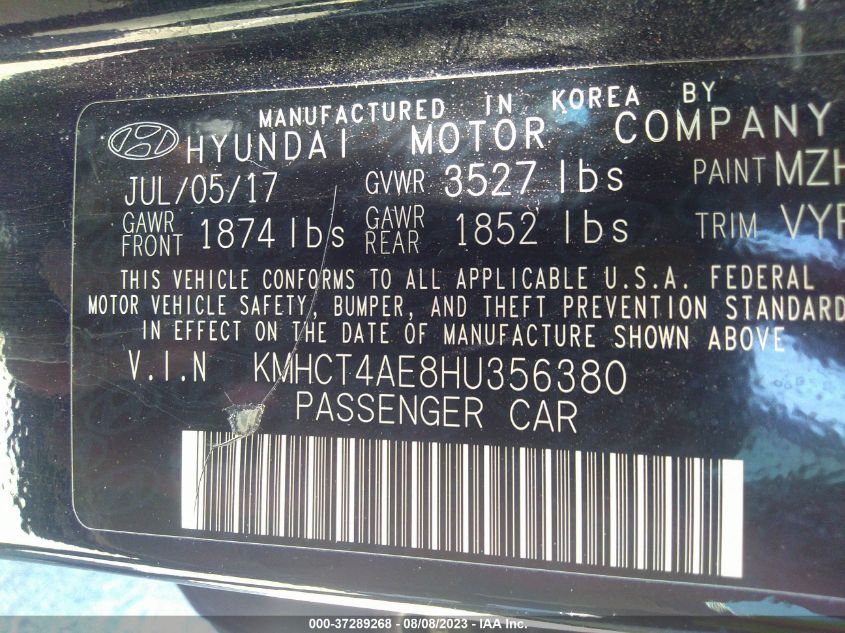 MANUFACTURED IN KOREA BY
HYUNDAI MOTOR COMPANY
JUL/05/17 GVWR 3527 lbs PAINT MZH
GAWR FRONT 1874 lbs GAWR REAR 1852 lbs TRIM VYF
THIS VEHICLE CONFORMS TO ALL APPLICABLE U.S.A. FEDERAL
MOTOR VEHICLE SAFETY, BUMPER, AND THEFT PREVENTION STANDARD
IN EFFECT ON THE DATE OF MANUFACTURE SHOWN ABOVE
V.I.N KMHCT4AE8HU356380
PASSENGER CAR
000-37289268 - 08/08/2023 - IAA Inc.